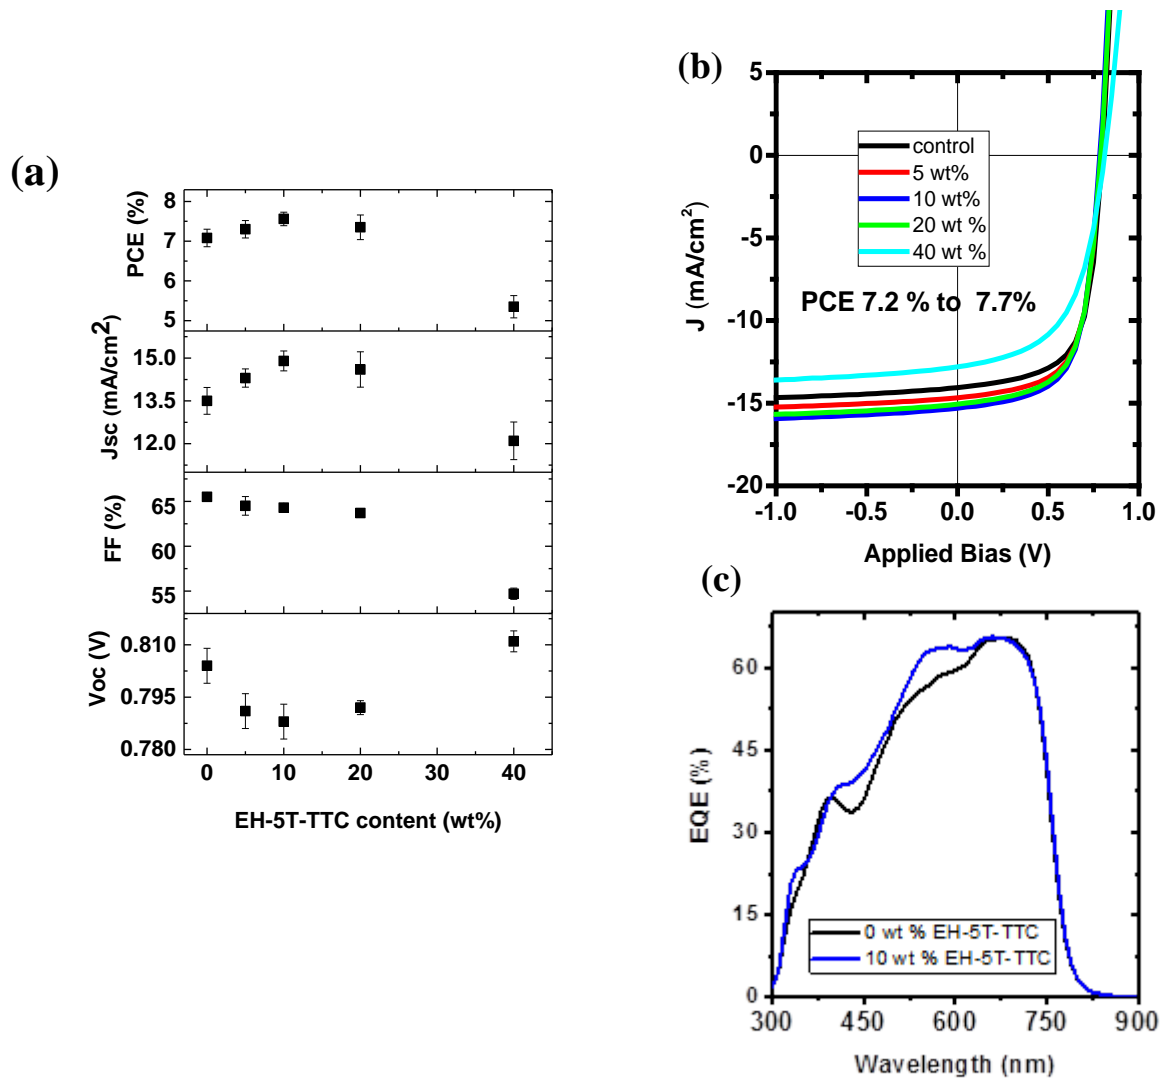 (a)
PCE (%)
8
7
6
5
Jsc (mA/cm2)
15.0
13.5
12.0
FF (%)
65
60
55
Voc (V)
0.810
0.795
0.780
0 10 20 30 40
EH-5T-TTC content (wt%)
(b)
J (mA/cm2)
5
0
-5
-10
-15
-20
control
5 wt%
10 wt%
20 wt %
40 wt %
PCE 7.2 % to 7.7%
-1.0 -0.5 0.0 0.5 1.0
Applied Bias (V)
(c)
EQE (%)
60
45
30
15
0
0 wt % EH-5T-TTC
10 wt % EH-5T-TTC
300 450 600 750 900
Wavelength (nm)